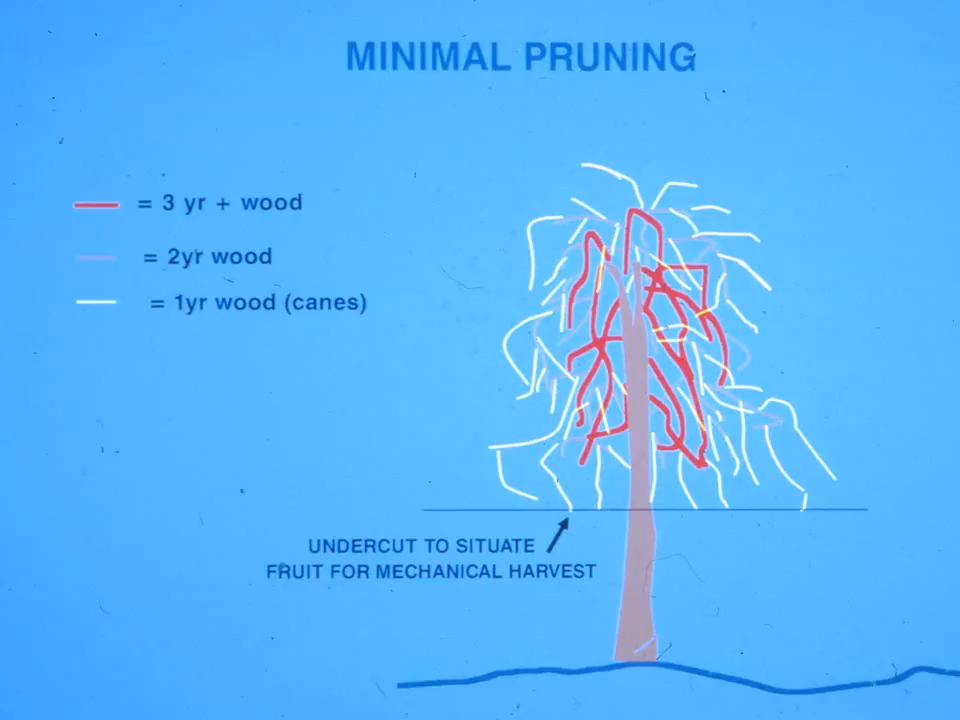 MINIMAL PRUNING
= 3 yr + wood
= 2yr wood
= 1yr wood (canes)
UNDERCUT TO SITUATE
FRUIT FOR MECHANICAL HARVEST